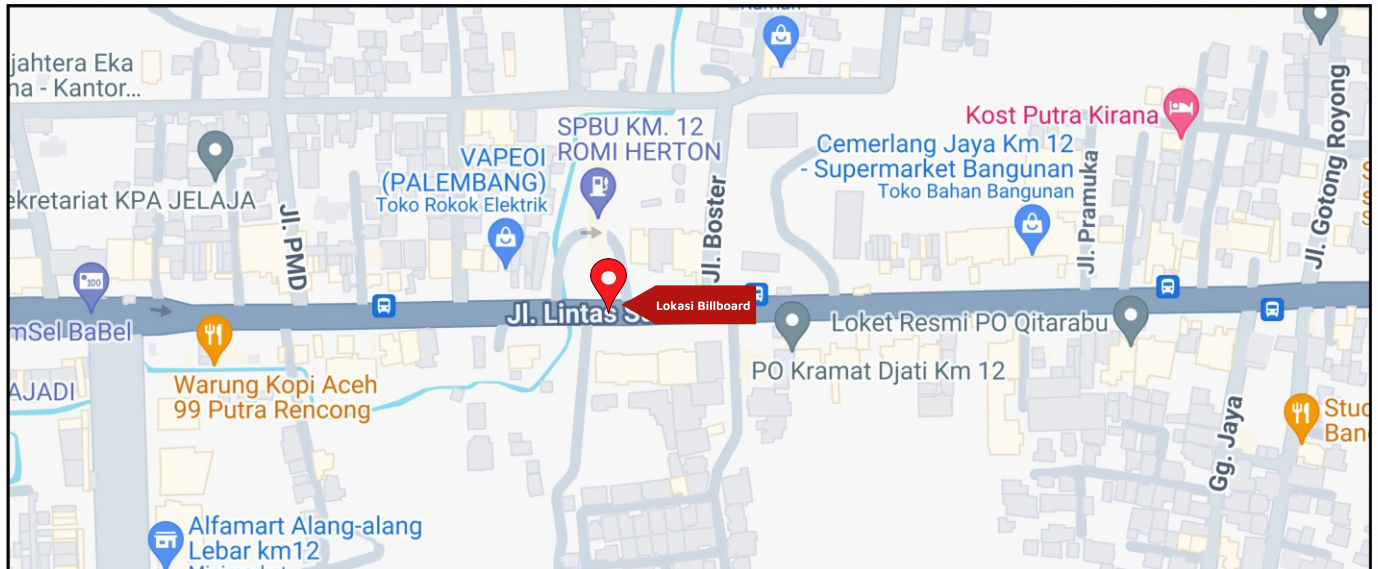 jahtera Eka
na - Kantor...
SPBU KM. 12
ROMI HERTON
VAPEOI
(PALEMBANG)
Toko Rokok Elektrik
Kost Putra Kirana
Cemerlang Jaya Km 12
- Supermarket Bangunan
Toko Bahan Bangunan
Jl. Gotong Royong
Jl. Pramuka
Jl. Boster
Jl. PMD
ekretariat KPA JELAJA
100
mSel BaBel
Jl. Lintas
Lokasi Billboard
Loket Resmi PO Qitarabu
PO Kramat Djati Km 12
AJADI
Warung Kopi Aceh
99 Putra Rencong
Gg. Jaya
Stuc
Ban
Alfamart Alang-alang
Lebar km12